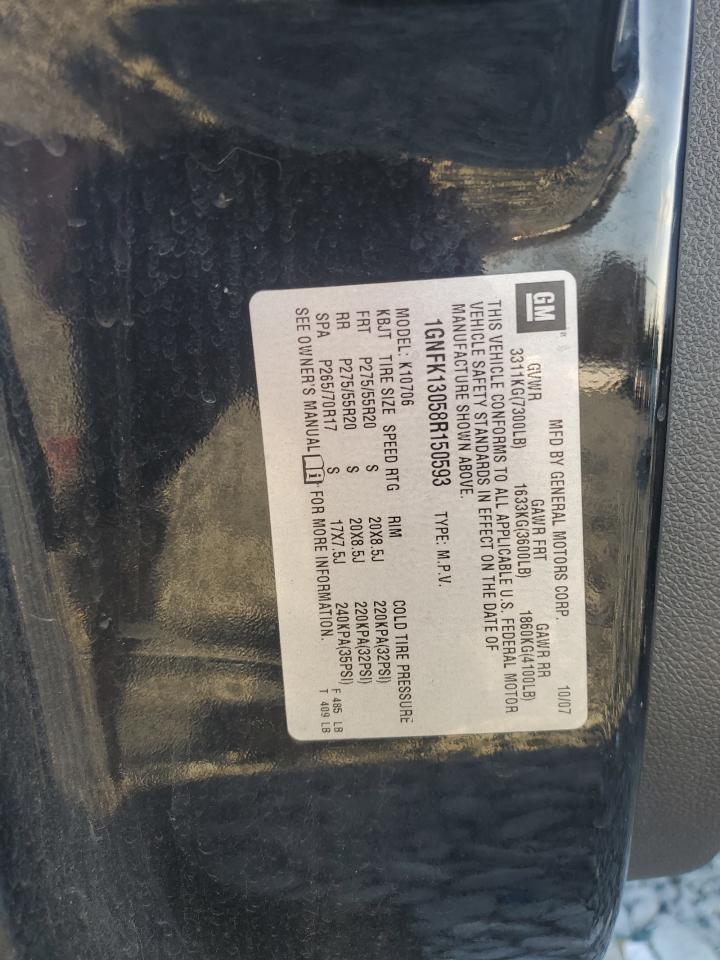 GM MFD BY GENERAL MOTORS CORP. 10/07
GVWR GAWR FRT GAWR RR
3311KG(7300LB) 1633KG(3600LB) 1860KG(4100LB)
THIS VEHICLE CONFORMS TO ALL APPLICABLE U.S. FEDERAL MOTOR
VEHICLE SAFETY STANDARDS IN EFFECT ON THE DATE OF
MANUFACTURE SHOWN ABOVE.
1GNFK13058R150593 TYPE: M.P.V.
MODEL: K10706
KBJT TIRE SIZE SPEED RTG RIM COLD TIRE PRESSURE
FRT P275/55R20 S 20X8.5J 220KPA(32PSI)
RR P275/55R20 S 20X8.5J 220KPA(32PSI)
SPA P265/70R17 S 17X7.5J 240KPA(35PSI) F 485 LB
SEE OWNER'S MANUAL i FOR MORE INFORMATION. T 409 LB